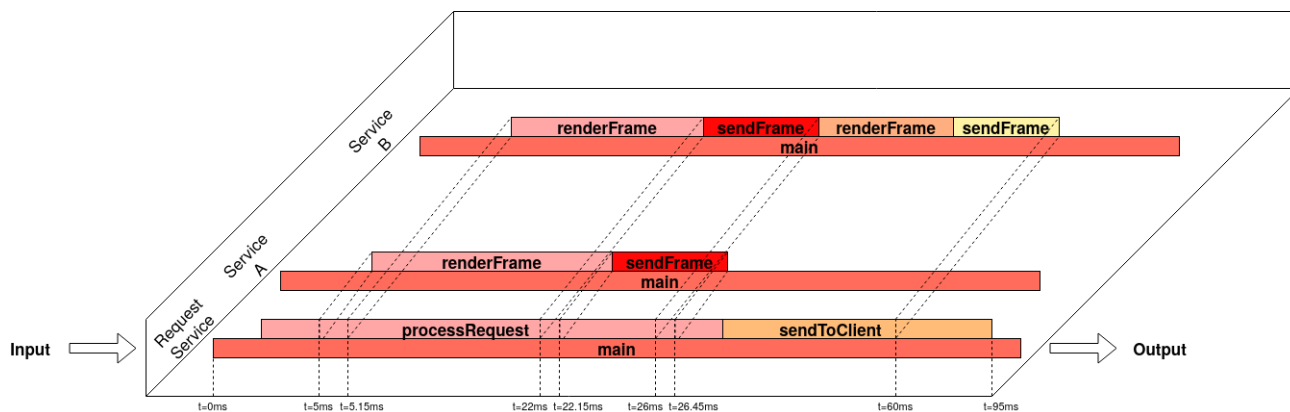 Service
B
renderFrame
sendFrame
renderFrame
sendFrame
main
Service
A
renderFrame
sendFrame
main
Request
Service
processRequest
sendToClient
main
Input
Output
t=0ms
t=5ms
t=5.15ms
t=22ms
t=22.15ms
t=26ms
t=26.45ms
t=60ms
t=95ms